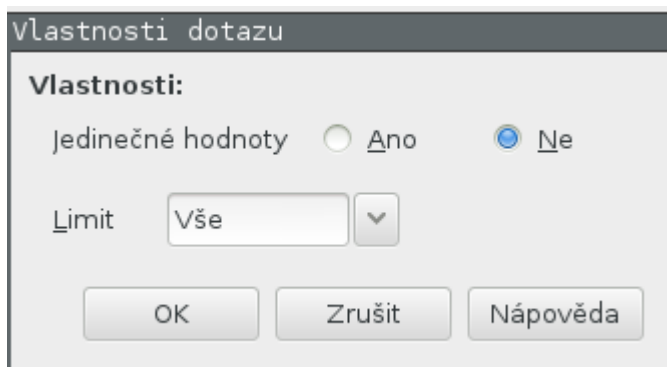 Vlastnosti dotazu
Vlastnosti:
Jedinečné hodnoty Ano Ne
Limit Vše
OK Zrušit Nápověda